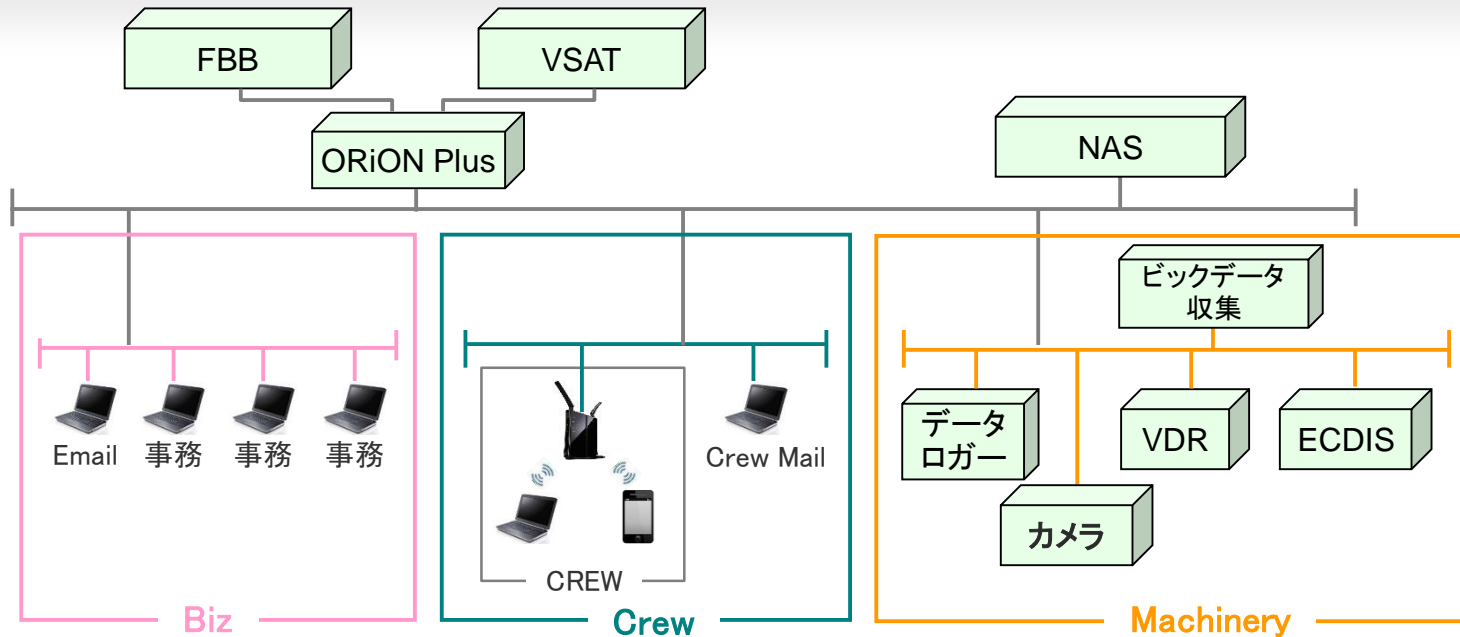 FBB
VSAT
ORiON Plus
NAS
ビックデータ
収集
Email
事務
事務
事務
Crew Mail
CREW
データ
ロガー
VDR
ECDIS
カメラ
Biz
Crew
Machinery